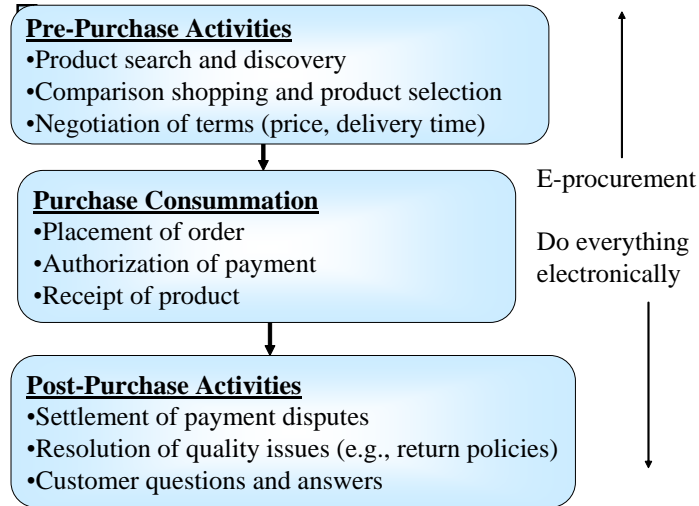 Pre-Purchase Activities
•Product search and discovery
•Comparison shopping and product selection
•Negotiation of terms (price, delivery time)
Purchase Consummation
•Placement of order
•Authorization of payment
•Receipt of product
Post-Purchase Activities
•Settlement of payment disputes
•Resolution of quality issues (e.g., return policies)
•Customer questions and answers
E-procurement
Do everything
electronically